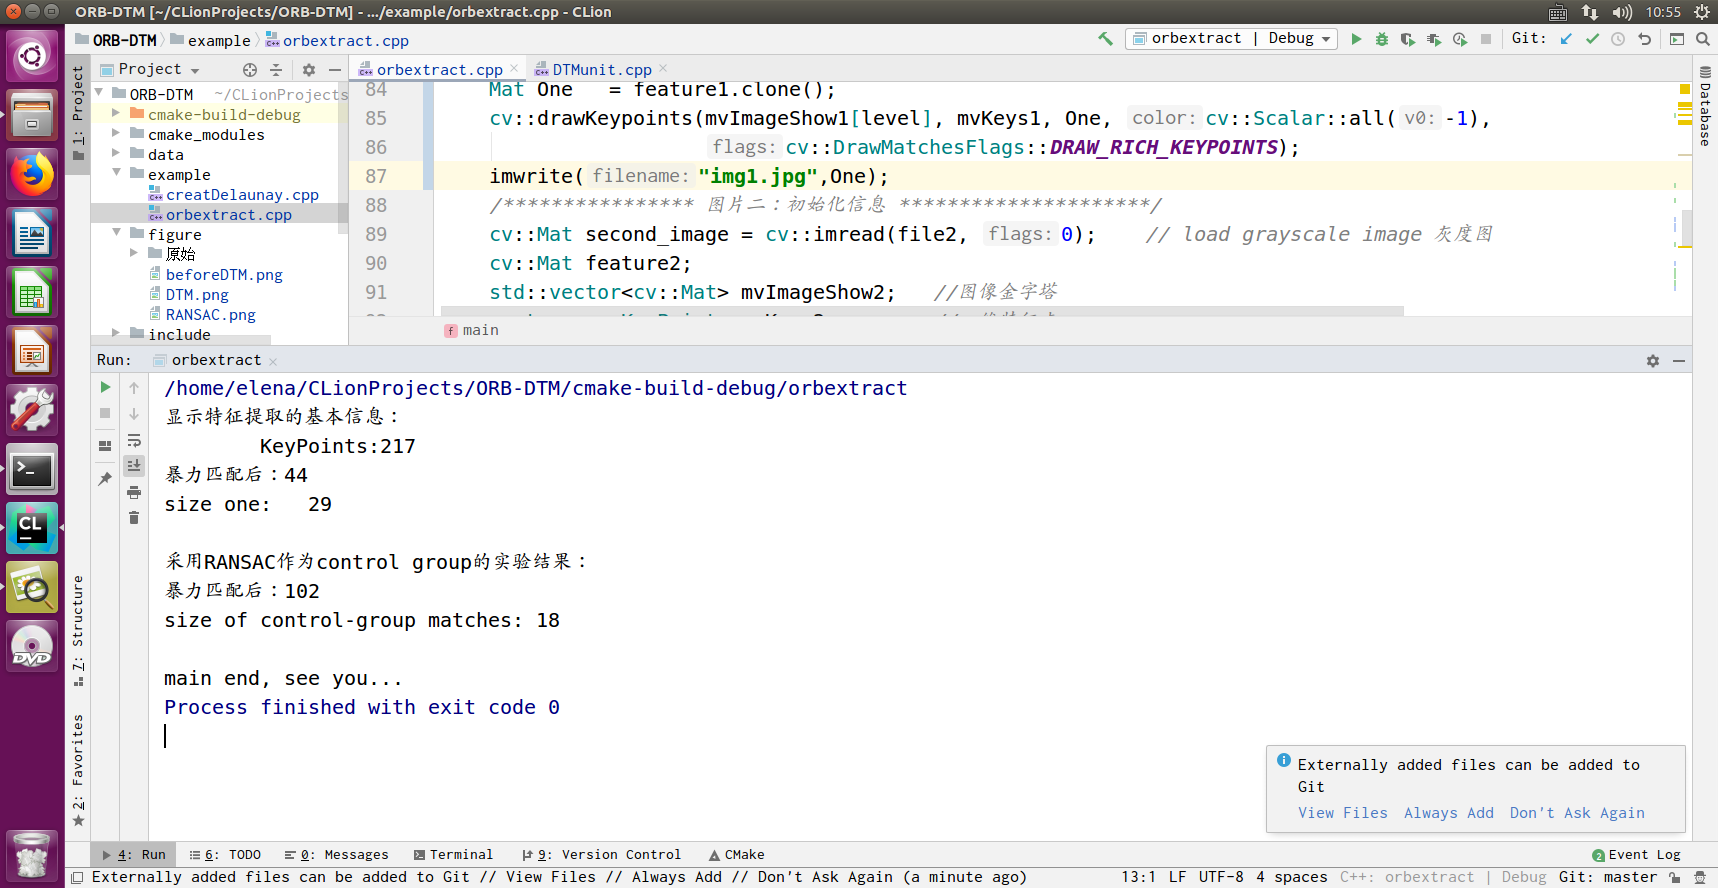 ORB-DTM [~/CLionProjects/ORB-DTM] - .../example/orbextract.cpp - CLion
10:55
ORB-DTM example orbextract.cpp
orbextract | Debug
Git:
1: Project
Project
orbextract.cpp
DTMunit.cpp
Database
ORB-DTM ~/CLionProjects
cmake-build-debug
cmake_modules
data
example
creatDelaunay.cpp
orbextract.cpp
figure
原始
beforeDTM.png
DTM.png
RANSAC.png
include
84 Mat One = feature1.clone();
85 cv::drawKeypoints(mvImageShow1[level], mvKeys1, One, color: cv::Scalar::all( v0: -1),
86 flags: cv::DrawMatchesFlags::DRAW_RICH_KEYPOINTS);
87 imwrite( filename: "img1.jpg",One);
88 /**************** 图片二：初始化信息 *********************/
89 cv::Mat second_image = cv::imread(file2, flags: 0); // load grayscale image 灰度图
90 cv::Mat feature2;
91 std::vector<cv::Mat> mvImageShow2; //图像金字塔
f main
Run: orbextract
/home/elena/CLionProjects/ORB-DTM/cmake-build-debug/orbextract
显示特征提取的基本信息：
KeyPoints:217
暴力匹配后：44
size one: 29
采用RANSAC作为control group的实验结果：
暴力匹配后：102
size of control-group matches: 18
main end, see you...
Process finished with exit code 0
7: Structure
2: Favorites
Externally added files can be added to
Git
View Files Always Add Don't Ask Again
4: Run 6: TODO 0: Messages Terminal 9: Version Control CMake 2 Event Log
Externally added files can be added to Git // View Files // Always Add // Don't Ask Again (a minute ago) 13:1 LF UTF-8 4 spaces C++: orbextract | Debug Git: master
CL
DVD